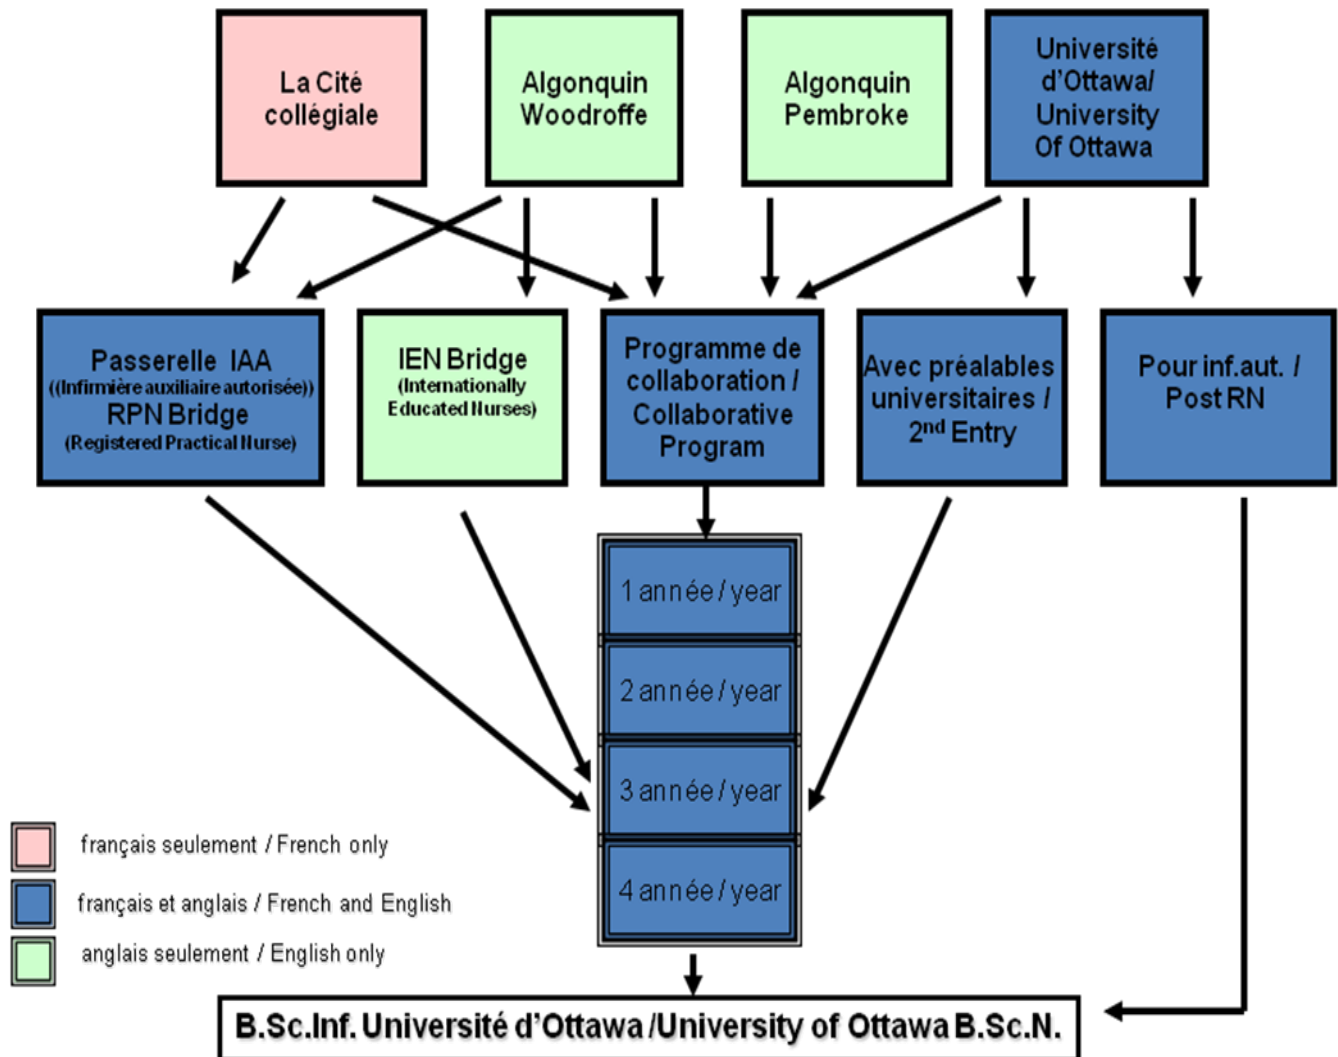 La Cité
collégiale
Algonquin
Woodroffe
Algonquin
Pembroke
Université
d'Ottawa/
University
Of Ottawa
Passerelle IAA
((Infirmière auxiliaire autorisée))
RPN Bridge
(Registered Practical Nurse)
IEN Bridge
(Internationally
Educated Nurses)
Programme de
collaboration /
Collaborative
Program
Avec préalables
universitaires /
2nd Entry
Pour inf.aut. /
Post RN
1 année / year
2 année / year
3 année / year
4 année / year
français seulement / French only
français et anglais / French and English
anglais seulement / English only
B.Sc.Inf. Université d'Ottawa /University of Ottawa B.Sc.N.